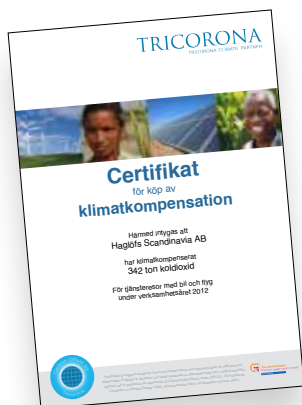 TRICORONA
TRICORONA CLIMATE PARTNER
Certifikat
för köp av
klimatkompensation
Härmed intygas att
Haglöfs Scandinavia AB
har klimatkompenserat
342 ton koldioxid
För tjänsteresor med bil och flyg
under verksamhetsåret 2012